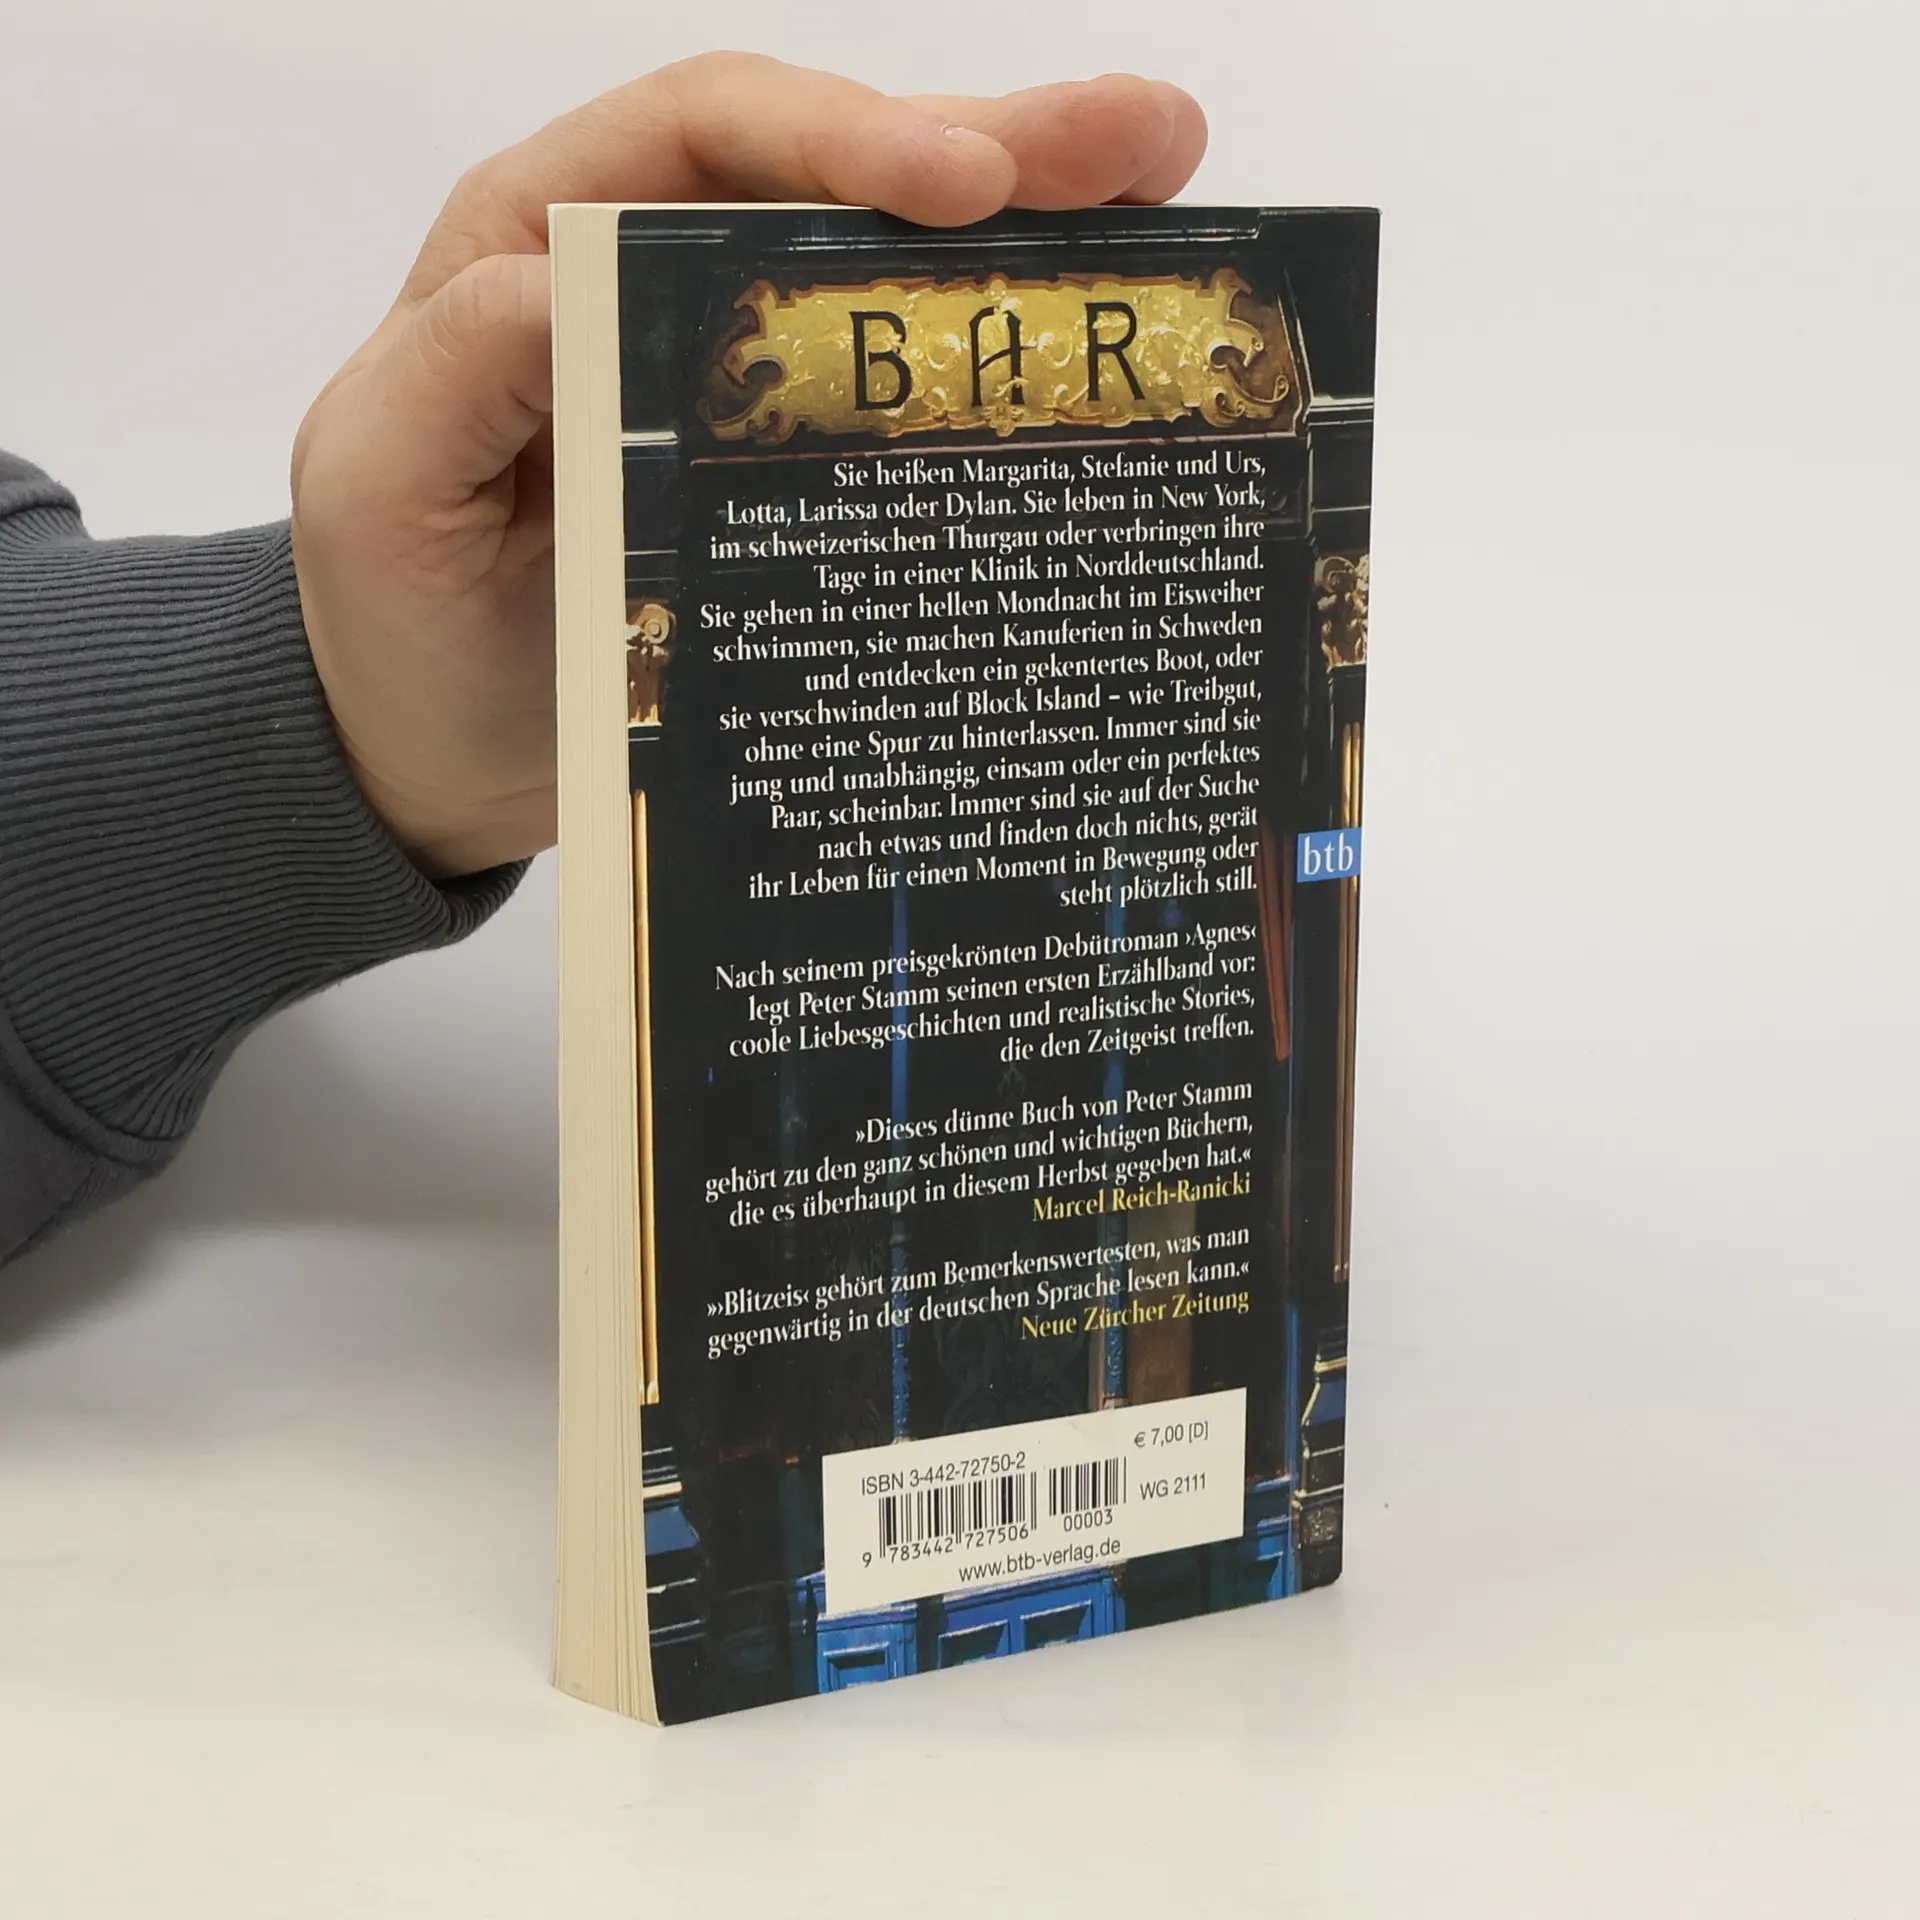 BAR
Sie heißen Margarita, Stefanie und Urs,
Lotta, Larissa oder Dylan. Sie leben in New York,
im schweizerischen Thurgau oder verbringen ihre
Tage in einer Klinik in Norddeutschland.
Sie gehen in einer hellen Mondnacht im Eisweiher
schwimmen, sie machen Kanuferien in Schweden
und entdecken ein gekentertes Boot, oder
sie verschwinden auf Block Island – wie Treibgut,
ohne eine Spur zu hinterlassen. Immer sind sie
jung und unabhängig, einsam oder ein perfektes
Paar, scheinbar. Immer sind sie auf der Suche
nach etwas und finden doch nichts, gerät
ihr Leben für einen Moment in Bewegung oder
steht plötzlich still.
btb
Nach seinem preisgekrönten Debütroman ›Agnes‹
legt Peter Stamm seinen ersten Erzählband vor:
coole Liebesgeschichten und realistische Stories,
die den Zeitgeist treffen.
»Dieses dünne Buch von Peter Stamm
gehört zu den ganz schönen und wichtigen Büchern,
die es überhaupt in diesem Herbst gegeben hat.«
Marcel Reich-Ranicki
»›Blitzeis‹ gehört zum Bemerkenswertesten, was man
gegenwärtig in der deutschen Sprache lesen kann.«
Neue Zürcher Zeitung
€ 7,00 [D]
ISBN 3-442-72750-2
WG 2111
00003
9 783442 727506
www.btb-verlag.de